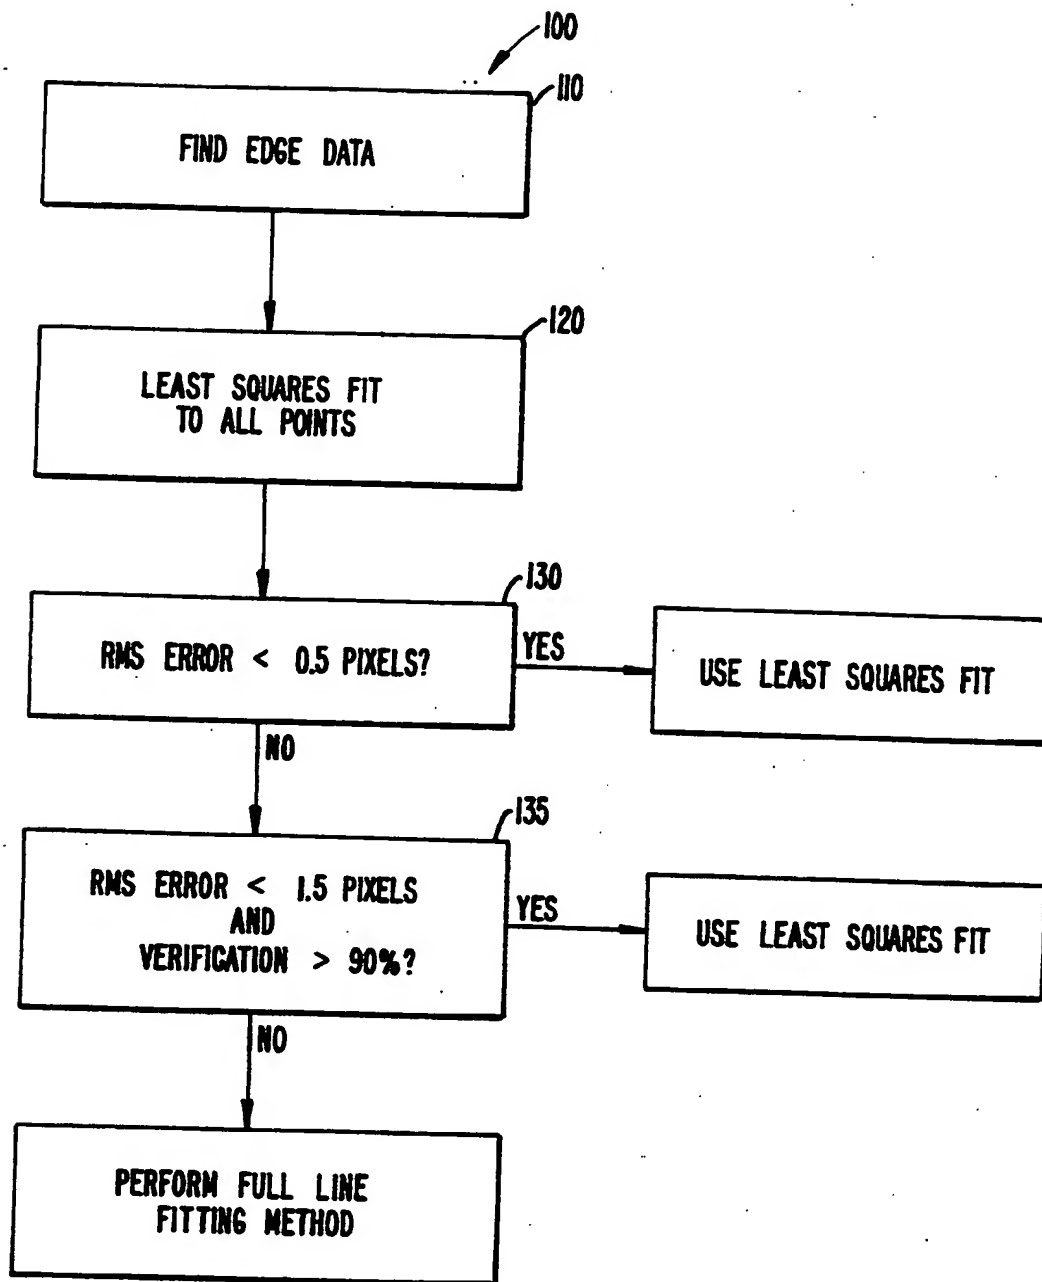 100
110
FIND EDGE DATA
120
LEAST SQUARES FIT
TO ALL POINTS
130
RMS ERROR < 0.5 PIXELS?
YES
USE LEAST SQUARES FIT
NO
135
RMS ERROR < 1.5 PIXELS
AND
VERIFICATION > 90%?
YES
USE LEAST SQUARES FIT
NO
PERFORM FULL LINE
FITTING METHOD